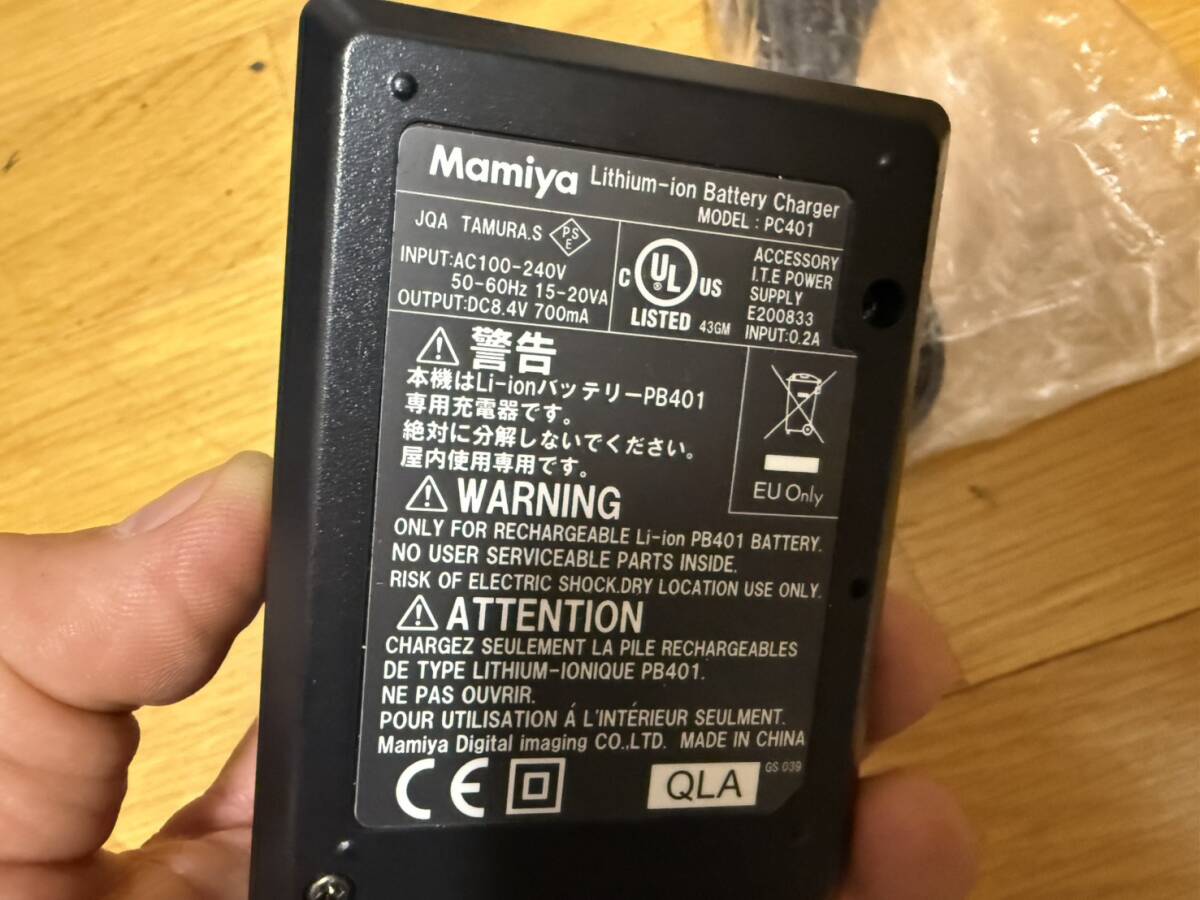 Mamiya Lithium-ion Battery Charger
MODEL : PC401
JQA TAMURA.S PSE
INPUT:AC100-240V
50-60Hz 15-20VA
OUTPUT:DC8.4V 700mA
C UL® US
LISTED 43GM
ACCESSORY
I.T.E POWER
SUPPLY
E200833
INPUT:0.2A
警告
本機はLi-ionバッテリーPB401
専用充電器です。
絶対に分解しないでください。
屋内使用専用です。
EU Only
WARNING
ONLY FOR RECHARGEABLE Li-ion PB401 BATTERY.
NO USER SERVICEABLE PARTS INSIDE.
RISK OF ELECTRIC SHOCK.DRY LOCATION USE ONLY.
ATTENTION
CHARGEZ SEULEMENT LA PILE RECHARGEABLES
DE TYPE LITHIUM-IONIQUE PB401.
NE PAS OUVRIR.
POUR UTILISATION Á L'INTÉRIEUR SEULMENT.
Mamiya Digital imaging CO.,LTD. MADE IN CHINA
CE QLA GS 039